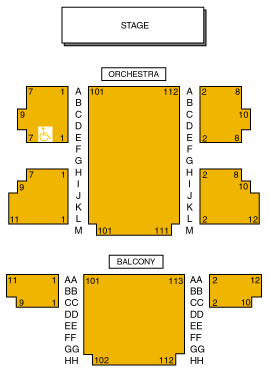 STAGE
ORCHESTRA
7 1 A 101 112 A 2 8
B B
9 C C 10
D D
7 1 E E 2 8
F F
G G
7 1 H H 2 8
9 I I 10
J J
K K
11 1 L L 2 12
M 101 111 M
BALCONY
11 1 AA 101 113 AA 2 12
BB BB
9 1 CC CC 2 10
DD DD
EE EE
FF FF
GG GG
HH 102 112 HH